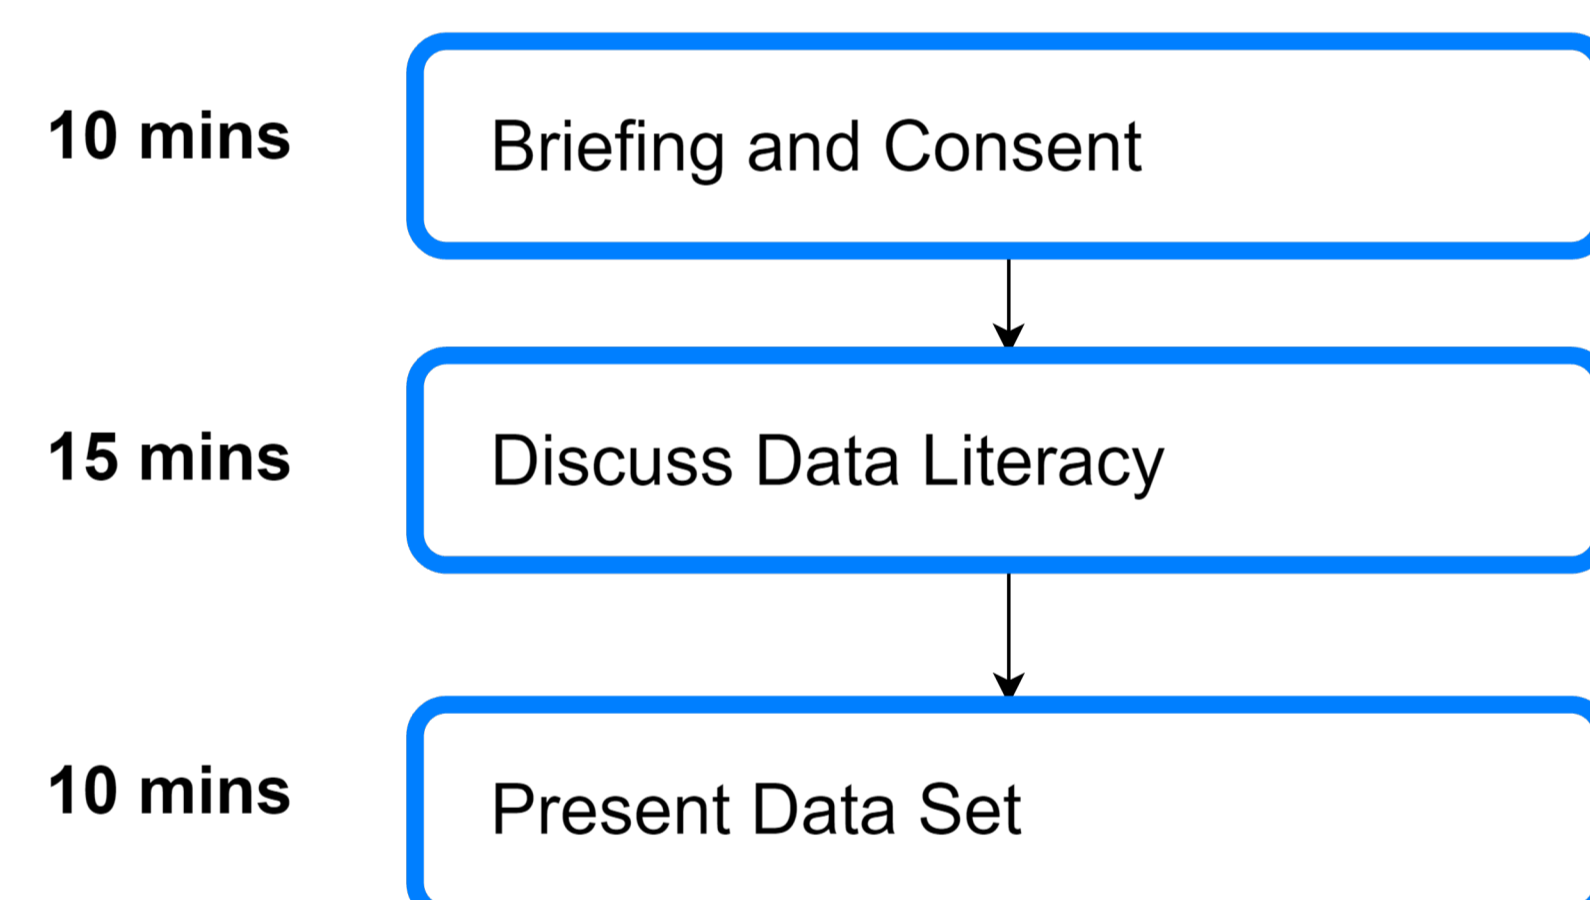 10 mins
Briefing and Consent
15 mins
Discuss Data Literacy
10 mins
Present Data Set